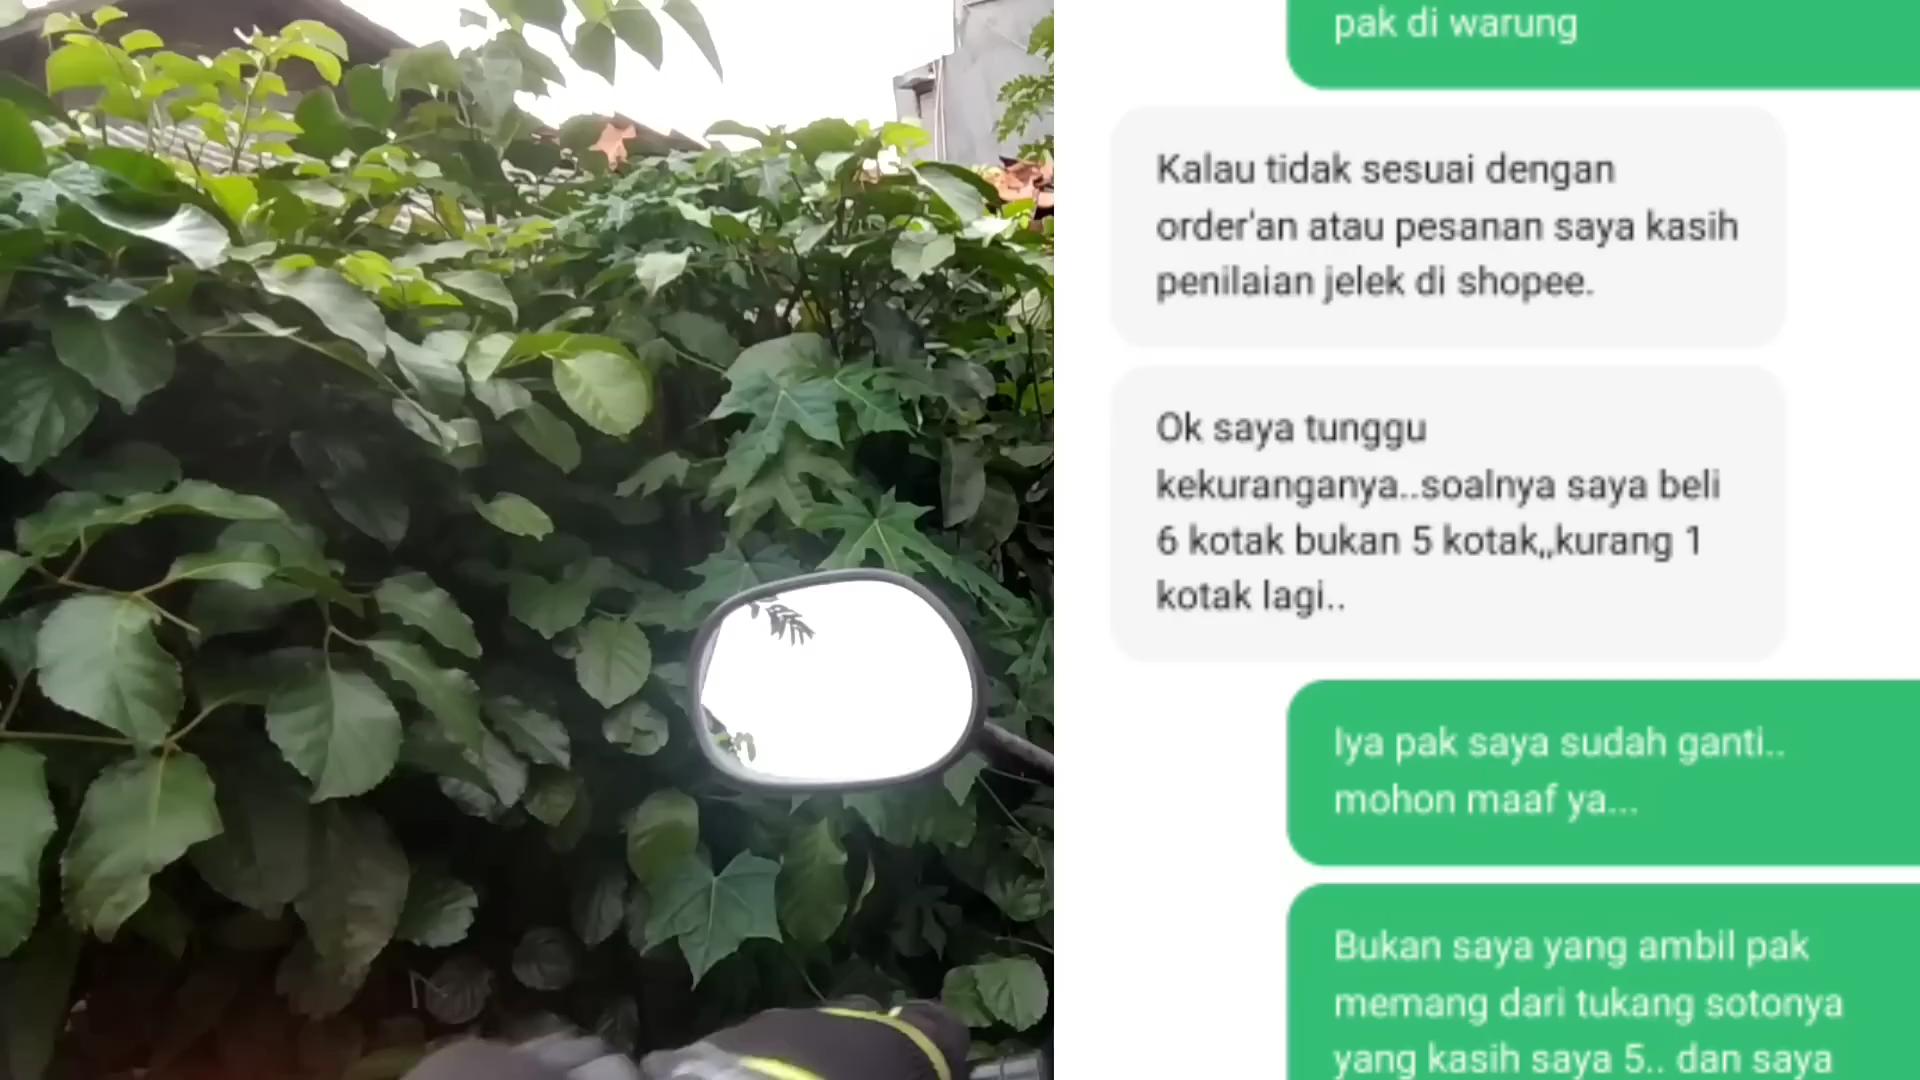 pak di warung
Kalau tidak sesuai dengan
order'an atau pesanan saya kasih
penilaian jelek di shopee.
Ok saya tunggu
kekuranganya..soalnya saya beli
6 kotak bukan 5 kotak,,kurang 1
kotak lagi..
Iya pak saya sudah ganti..
mohon maaf ya...
Bukan saya yang ambil pak
memang dari tukang sotonya
yang kasih saya 5.. dan saya